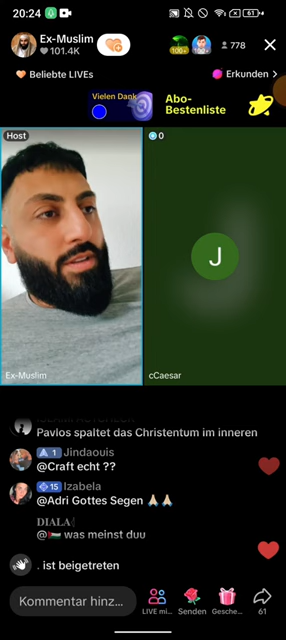 20:24
61
Ex-Muslim
101.4K
100+
100+
778
Beliebte LIVEs
Erkunden >
Vielen Dank
Abo-
Bestenliste
Host
0
J
Ex-Muslim
cCaesar
Pavlos spaltet das Christentum im inneren
1 Jindaouis
@Craft echt ??
15 Izabela
@Adri Gottes Segen 🙏🏼🙏🏼
DIALA
@🇵🇸 was meinst duu
. ist beigetreten
Kommentar hinz...
LIVE mi...
Senden
Gesche...
61